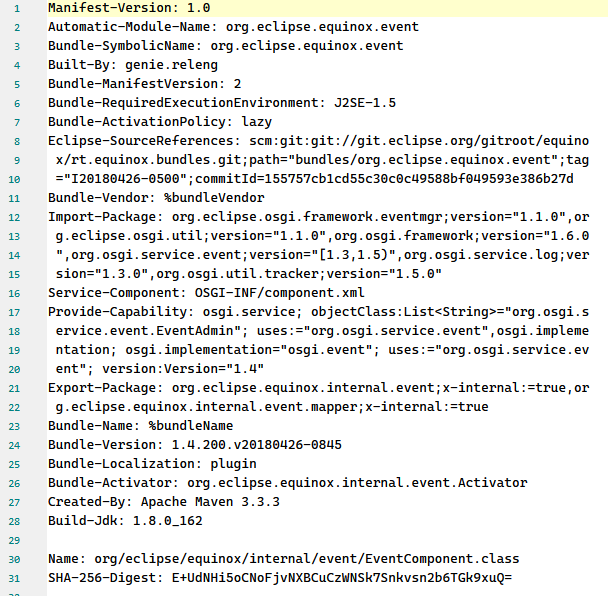 1 Manifest-Version: 1.0
2 Automatic-Module-Name: org.eclipse.equinox.event
3 Bundle-SymbolicName: org.eclipse.equinox.event
4 Built-By: genie.releng
5 Bundle-ManifestVersion: 2
6 Bundle-RequiredExecutionEnvironment: J2SE-1.5
7 Bundle-ActivationPolicy: lazy
8 Eclipse-SourceReferences: scm:git:git://git.eclipse.org/gitroot/equino
9 x/rt.equinox.bundles.git;path="bundles/org.eclipse.equinox.event";tag
10 ="I20180426-0500";commitId=155757cb1cd55c30c0c49588bf049593e386b27d
11 Bundle-Vendor: %bundleVendor
12 Import-Package: org.eclipse.osgi.framework.eventmgr;version="1.1.0",or
13 g.eclipse.osgi.util;version="1.1.0",org.osgi.framework;version="1.6.0
14 ",org.osgi.service.event;version="[1.3,1.5)",org.osgi.service.log;ver
15 sion="1.3.0",org.osgi.util.tracker;version="1.5.0"
16 Service-Component: OSGI-INF/component.xml
17 Provide-Capability: osgi.service; objectClass:List<String>="org.osgi.s
18 ervice.event.EventAdmin"; uses:="org.osgi.service.event",osgi.impleme
19 ntation; osgi.implementation="osgi.event"; uses:="org.osgi.service.ev
20 ent"; version:Version="1.4"
21 Export-Package: org.eclipse.equinox.internal.event;x-internal:=true,or
22 g.eclipse.equinox.internal.event.mapper;x-internal:=true
23 Bundle-Name: %bundleName
24 Bundle-Version: 1.4.200.v20180426-0845
25 Bundle-Localization: plugin
26 Bundle-Activator: org.eclipse.equinox.internal.event.Activator
27 Created-By: Apache Maven 3.3.3
28 Build-Jdk: 1.8.0_162
29
30 Name: org/eclipse/equinox/internal/event/EventComponent.class
31 SHA-256-Digest: E+UdNHi5oCNoFjvNXBCuCzWNSk7Snkvsn2b6TGk9xuQ=